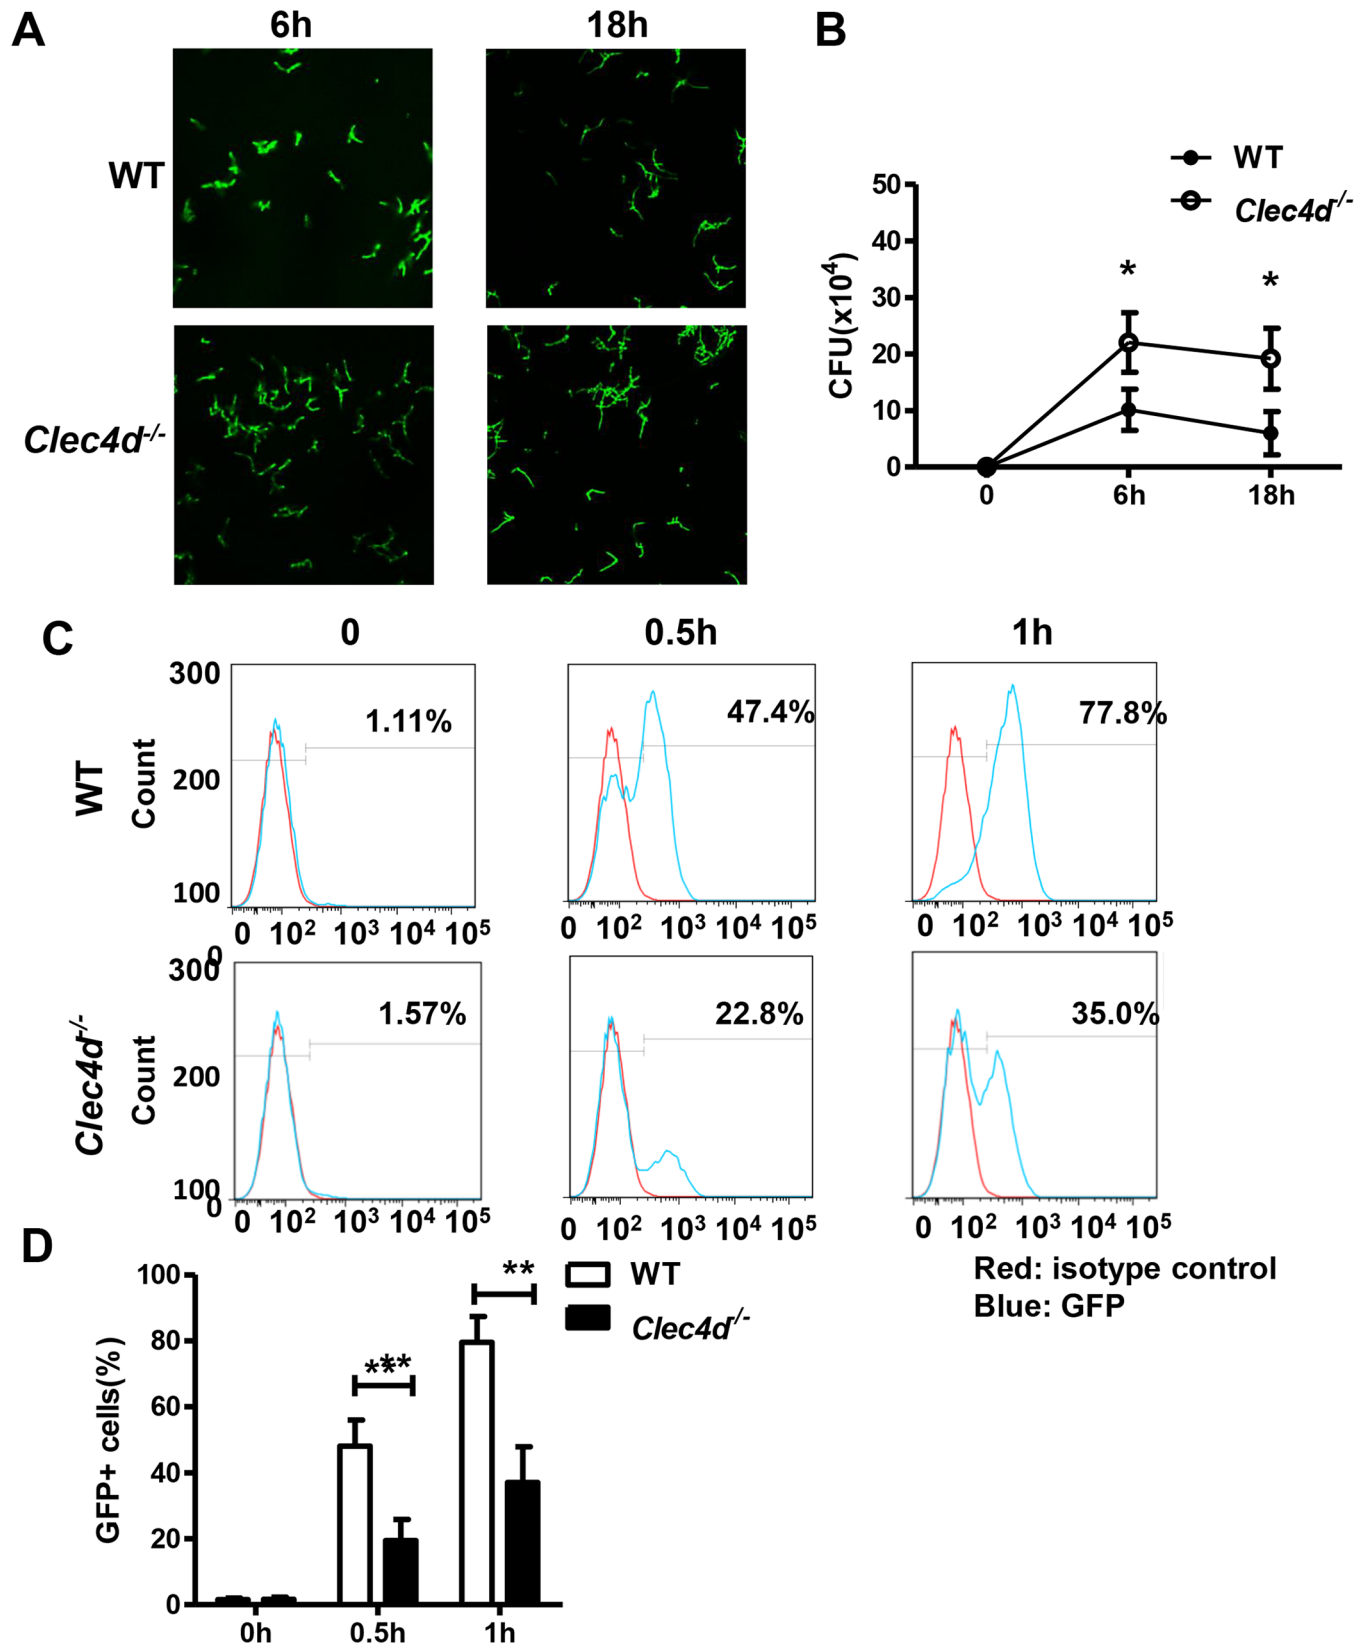 A
6h
18h
WT
Clec4d-/-
B
WT
Clec4d-/-
50
40
30
20
10
0
CFU(x10⁴)
*
*
0
6h
18h
C
0
0.5h
1h
WT
Count
300
200
100
0
1.11%
47.4%
77.8%
0 10² 10³ 10⁴ 10⁵
0 10² 10³ 10⁴ 10⁵
0 10² 10³ 10⁴ 10⁵
Clec4d-/-
Count
300
200
100
0
1.57%
22.8%
35.0%
0 10² 10³ 10⁴ 10⁵
0 10² 10³ 10⁴ 10⁵
0 10² 10³ 10⁴ 10⁵
Red: isotype control
Blue: GFP
D
WT
Clec4d-/-
100
80
60
40
20
0
GFP+ cells(%)
***
**
0h
0.5h
1h